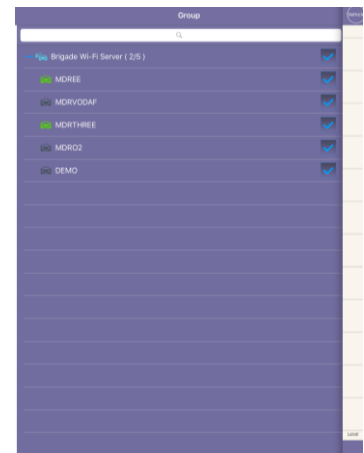 Group
Brigade Wi-Fi Server ( 2/5 )
MDREE
MDRVODAF
MDRTHREE
MDRO2
DEMO